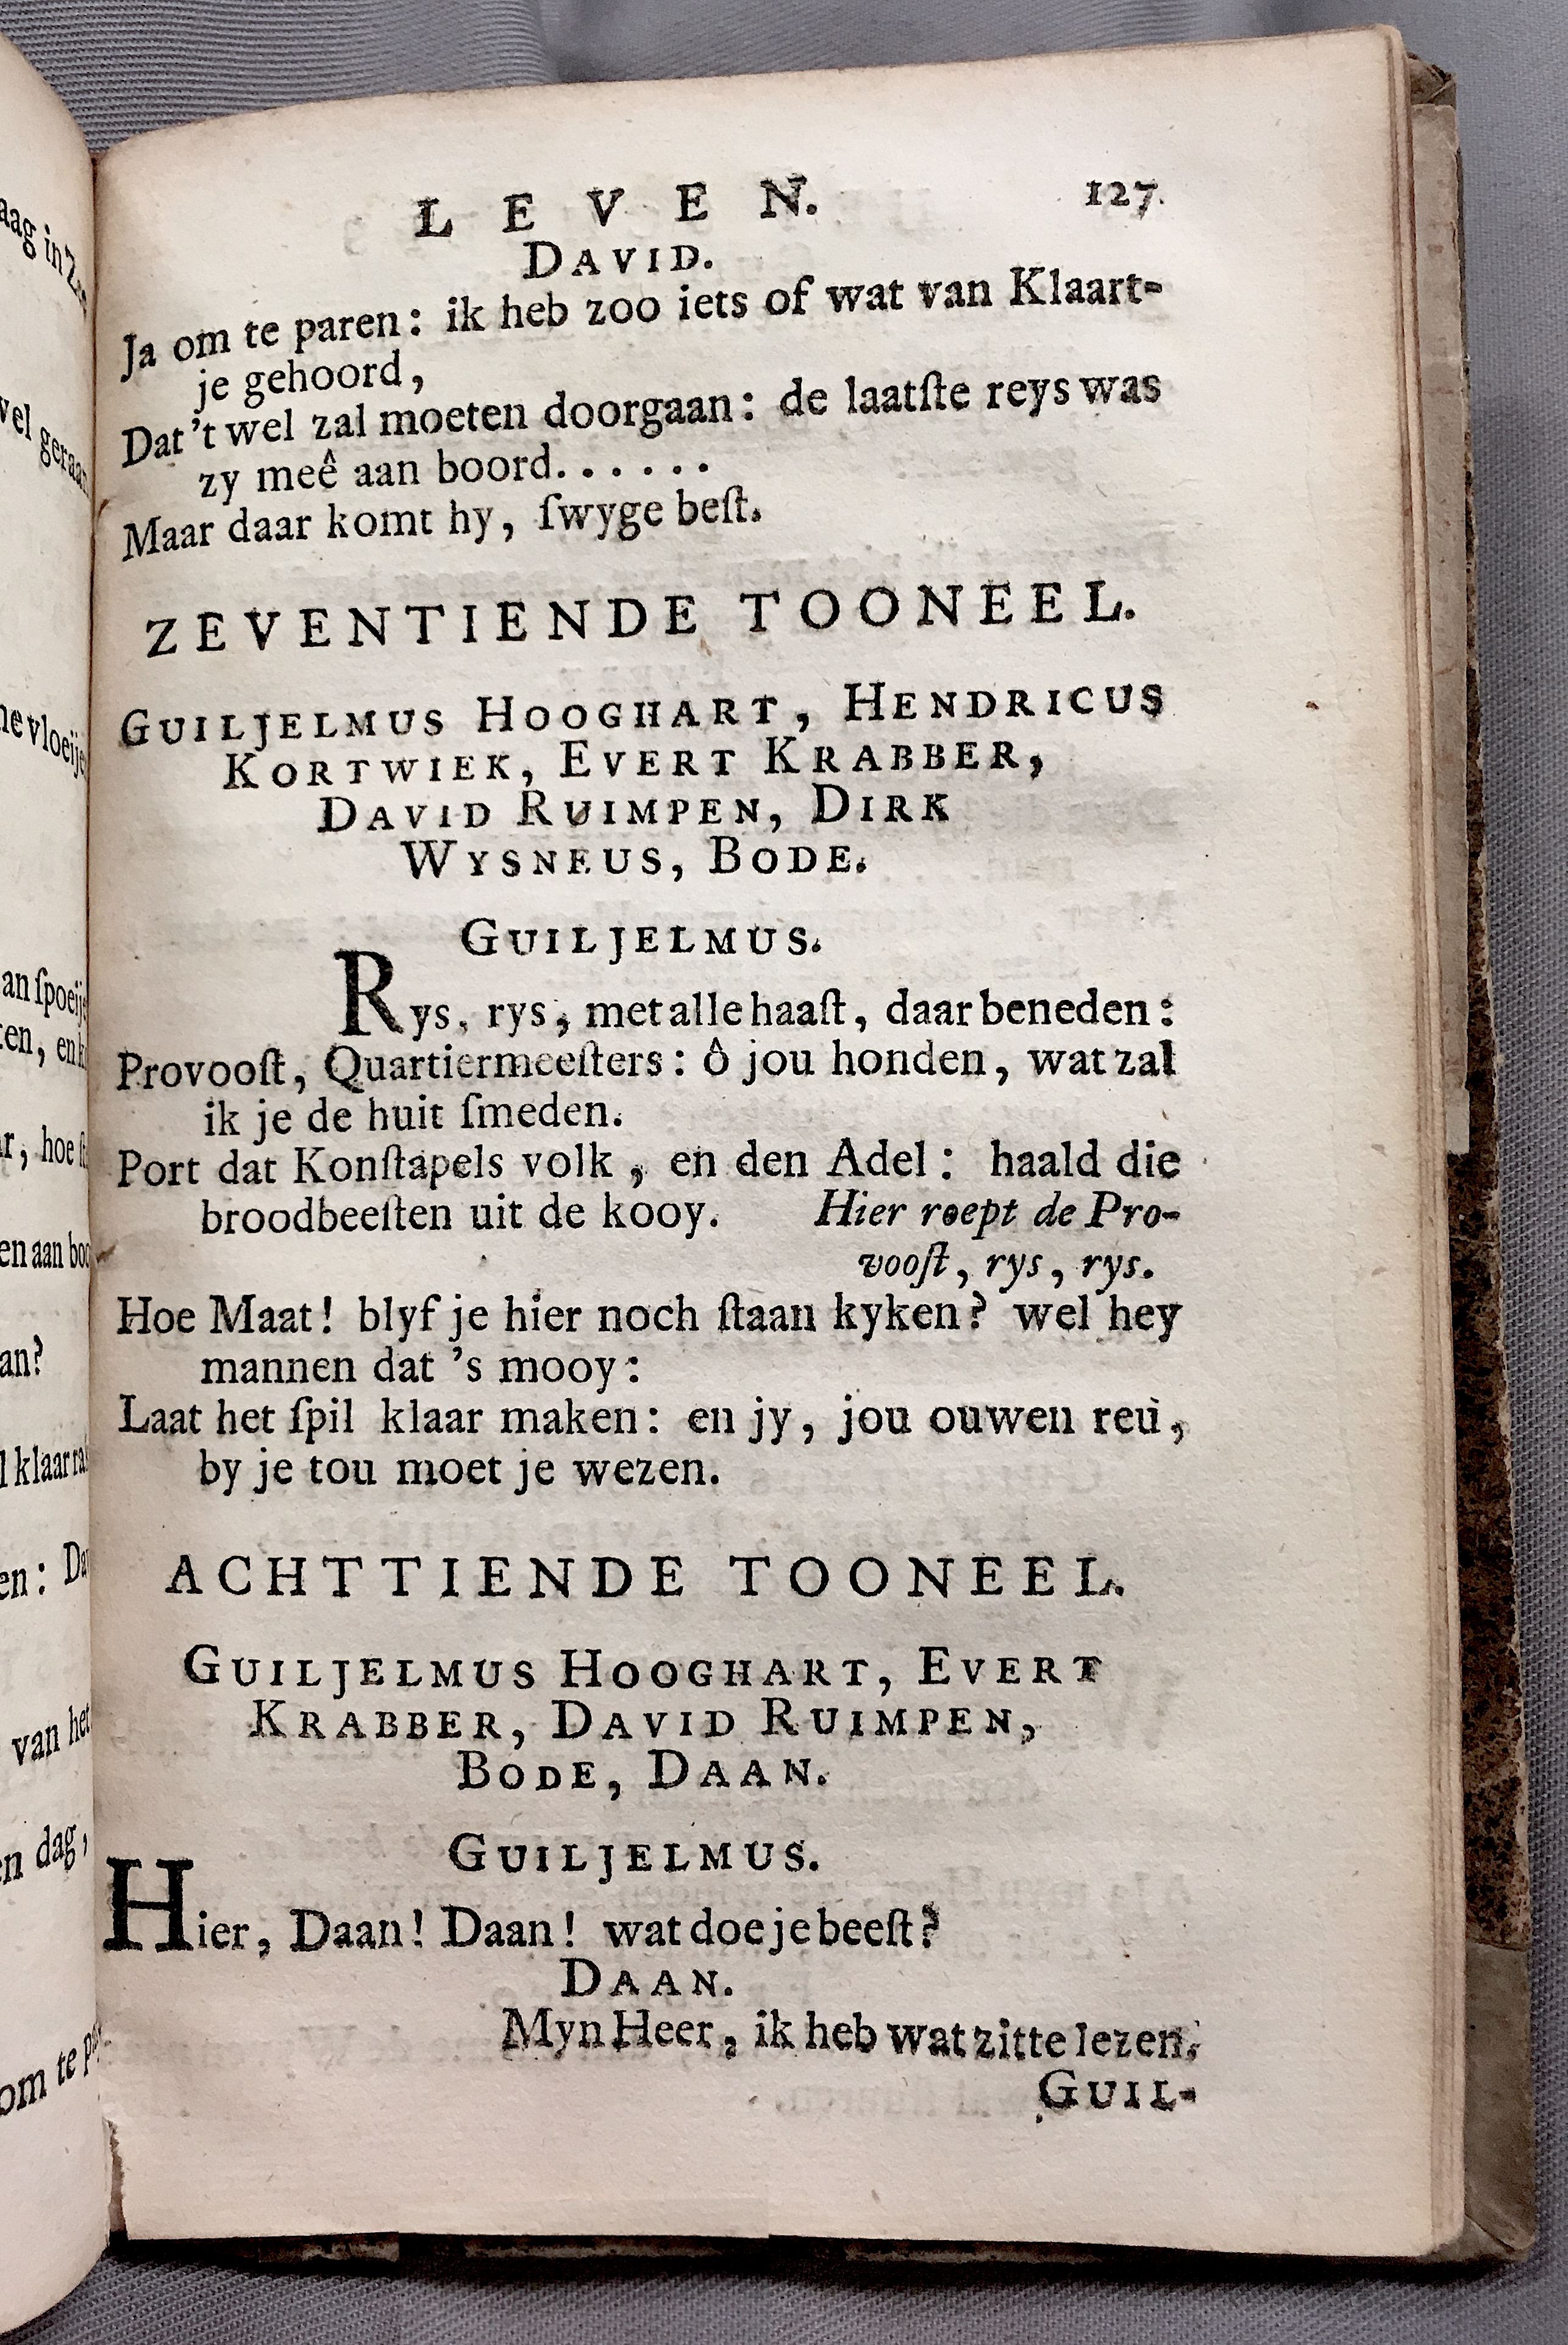 LEVEN. 127.
DAVID.
Ja om te paren: ik heb zoo iets of wat van Klaart-
je gehoord,
Dat 't wel zal moeten doorgaan: de laatſte reys was
zy meê aan boord......
Maar daar komt hy, ſwyge beſt.
ZEVENTIENDE TOONEEL.
GUILJELMUS HOOGHART, HENDRICUS
KORTWIEK, EVERT KRABBER,
DAVID RUIMPEN, DIRK
WYSNEUS, BODE.
GUILJELMUS.
Rys, rys, met alle haaſt, daar beneden:
Provooſt, Quartiermeeſters: ô jou honden, wat zal
ik je de huit ſmeden.
Port dat Konſtapels volk, en den Adel: haald die
broodbeeſten uit de kooy. Hier roept de Pro-
vooſt, rys, rys.
Hoe Maat! blyf je hier noch ſtaan kyken? wel hey
mannen dat 's mooy:
Laat het ſpil klaar maken: en jy, jou ouwen reu,
by je tou moet je wezen.
ACHTTIENDE TOONEEL.
GUILJELMUS HOOGHART, EVERT
KRABBER, DAVID RUIMPEN,
BODE, DAAN.
GUILJELMUS.
Hier, Daan! Daan! wat doe je beeſt?
DAAN.
Myn Heer, ik heb wat zitte lezen.
GUIL-